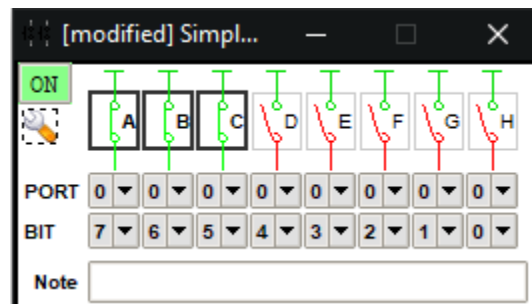 [modified] Simpl...
ON
A B C D E F G H
PORT 0 0 0 0 0 0 0 0
BIT 7 6 5 4 3 2 1 0
Note